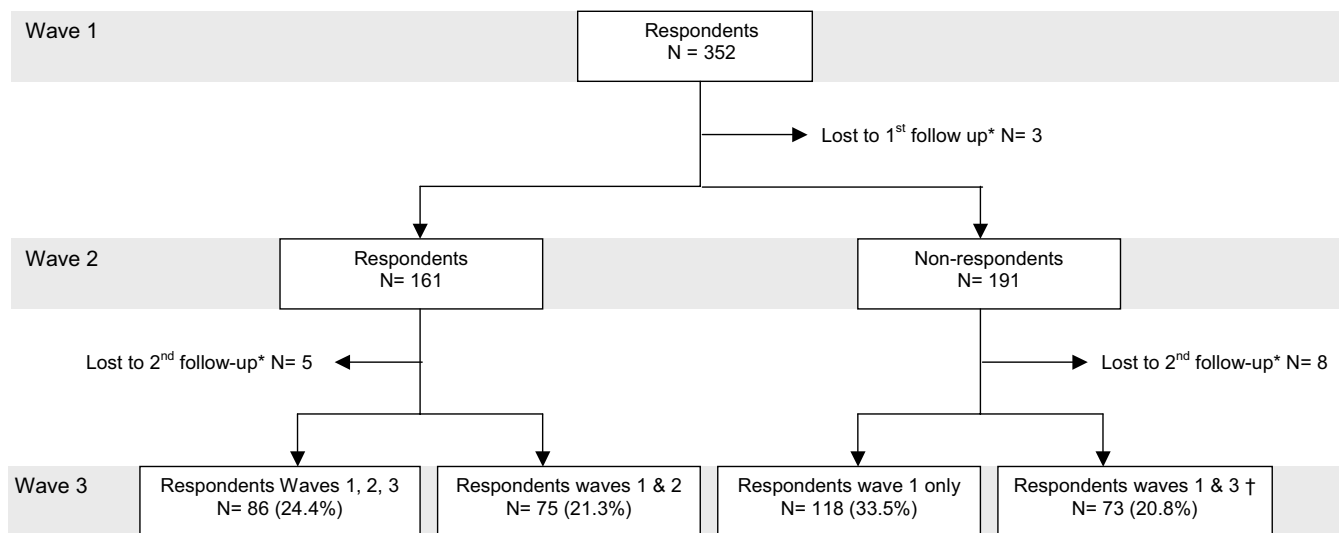 Wave 1
Respondents
N = 352
Lost to 1st follow up* N= 3
Wave 2
Respondents
N= 161
Non-respondents
N= 191
Lost to 2nd follow-up* N= 5
Lost to 2nd follow-up* N= 8
Wave 3
Respondents Waves 1, 2, 3
N= 86 (24.4%)
Respondents waves 1 & 2
N= 75 (21.3%)
Respondents wave 1 only
N= 118 (33.5%)
Respondents waves 1 & 3 †
N= 73 (20.8%)